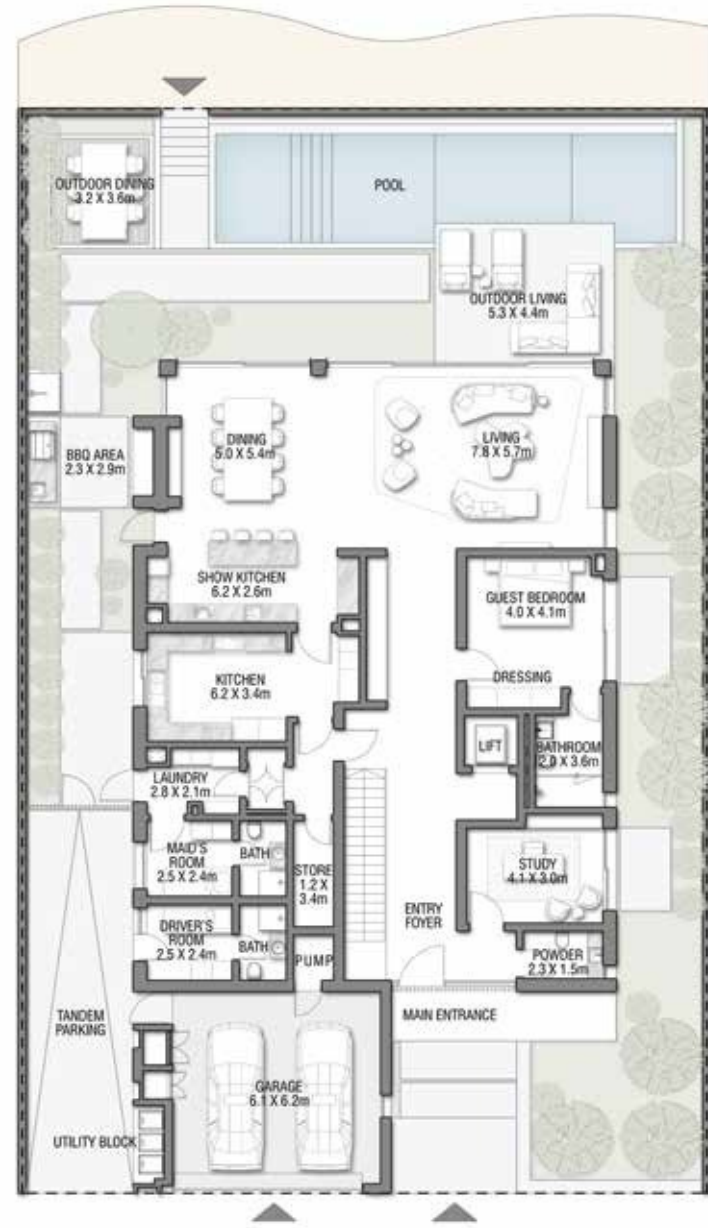 OUTDOOR DINING
3.2 X 3.6m
POOL
OUTDOOR LIVING
5.3 X 4.4m
BBQ AREA
2.3 X 2.9m
DINING
5.0 X 5.4m
LIVING
7.8 X 5.7m
SHOW KITCHEN
6.2 X 2.6m
GUEST BEDROOM
4.0 X 4.1m
KITCHEN
6.2 X 3.4m
DRESSING
LIFT
BATHROOM
2.0 X 3.6m
LAUNDRY
2.8 X 2.1m
MAID'S
ROOM
2.5 X 2.4m
BATH
STORE
1.2 X
3.4m
STUDY
4.1 X 3.0m
ENTRY
FOYER
DRIVER'S
ROOM
2.5 X 2.4m
BATH
PUMP
POWDER
2.3 X 1.5m
TANDEM
PARKING
MAIN ENTRANCE
GARAGE
6.1 X 6.2m
UTILITY BLOCK